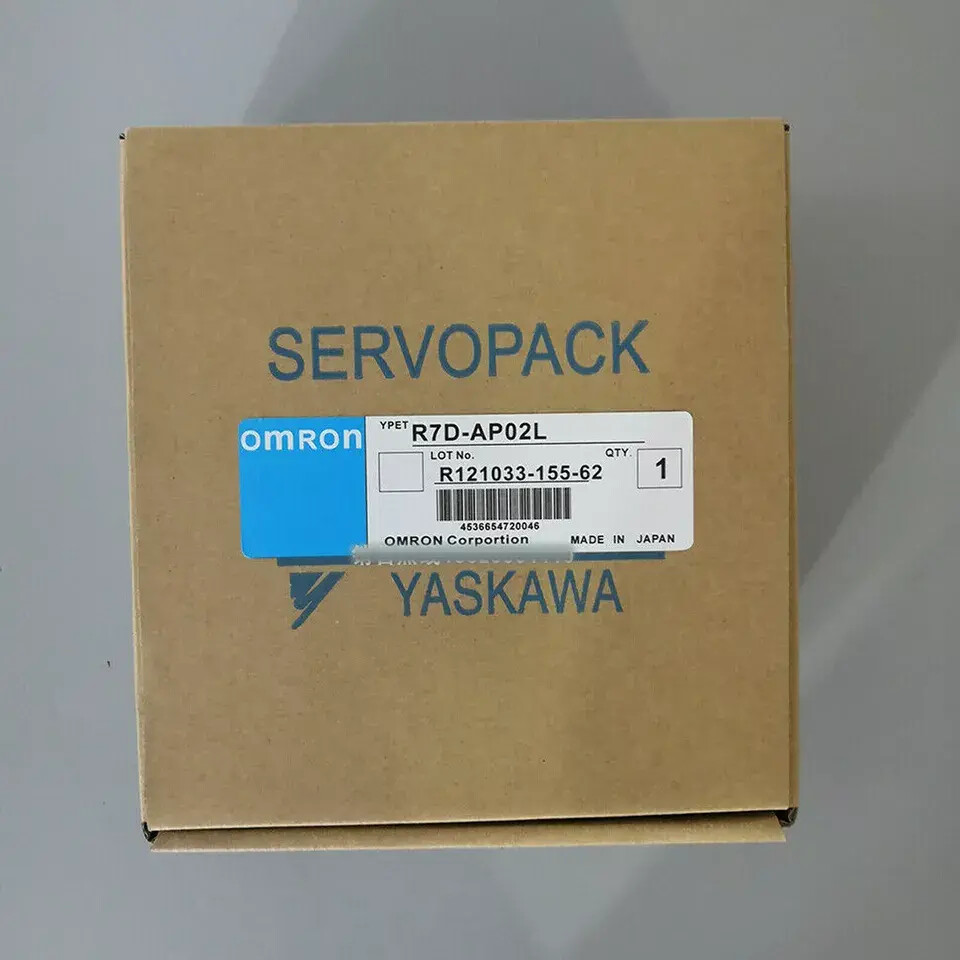 SERVOPACK
omRon
YPET R7D-AP02L
LOT No.
QTY.
R121033-155-62
1
4536654720046
OMRON Corportion
MADE IN JAPAN
YASKAWA